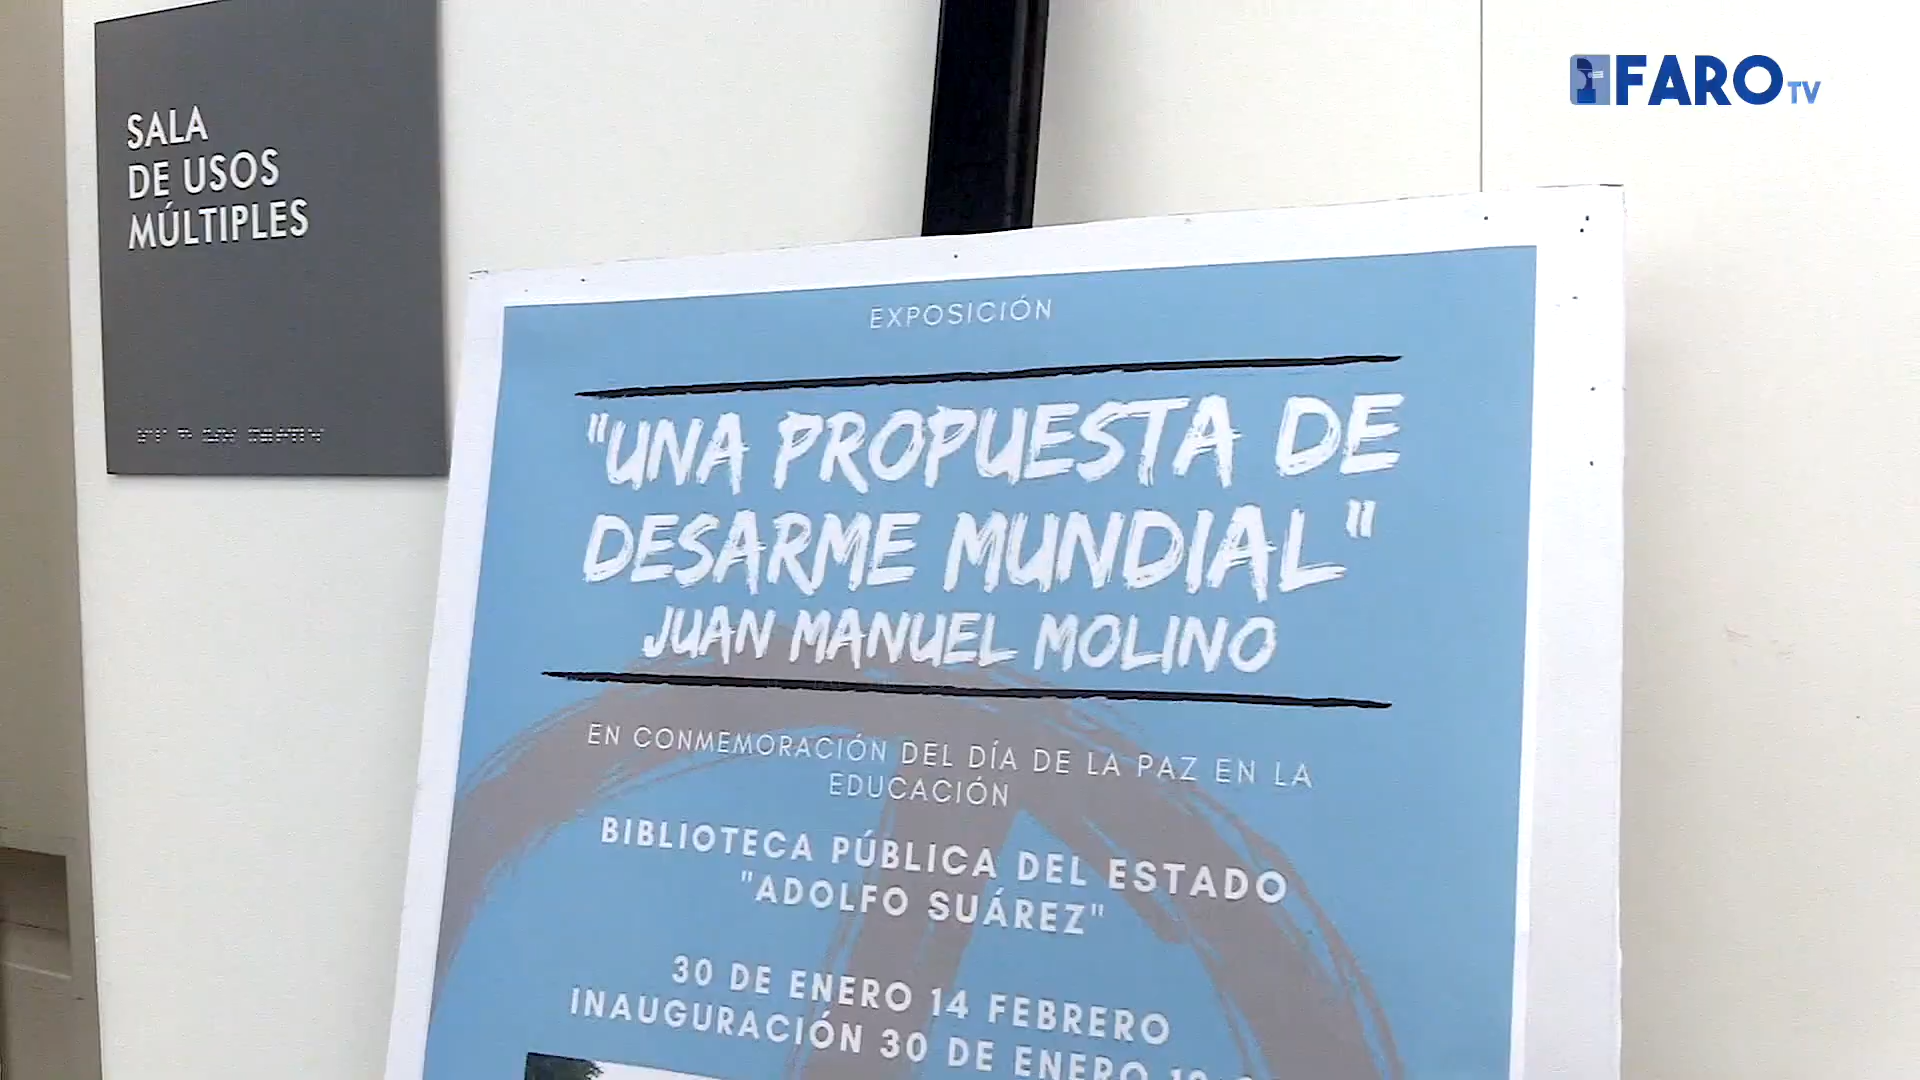 SALA
DE USOS
MÚLTIPLES
FARO TV
EXPOSICIÓN
"UNA PROPUESTA DE
DESARME MUNDIAL"
JUAN MANUEL MOLINO
EN CONMEMORACIÓN DEL DÍA DE LA PAZ EN LA
EDUCACIÓN
BIBLIOTECA PÚBLICA DEL ESTADO
"ADOLFO SUÁREZ"
30 DE ENERO 14 FEBRERO
INAUGURACIÓN 30 DE ENERO